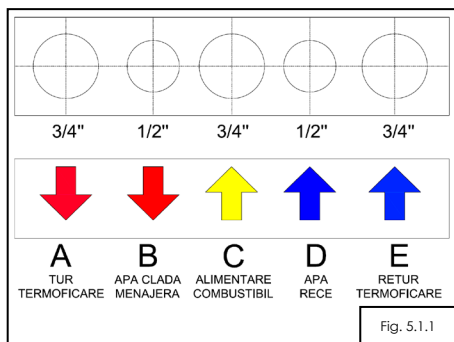 3/4" 1/2" 3/4" 1/2" 3/4"
A B C D E
TUR APA CLADA ALIMENTARE APA RETUR
TERMOFICARE MENAJERA COMBUSTIBIL RECE TERMOFICARE
Fig. 5.1.1